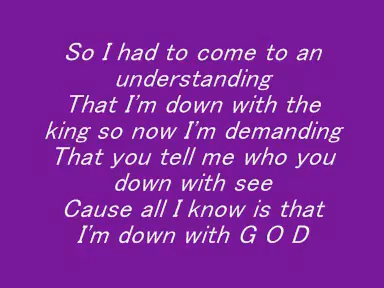 So I had to come to an
understanding
That I'm down with the
king so now I'm demanding
That you tell me who you
down with see
Cause all I know is that
I'm down with G O D